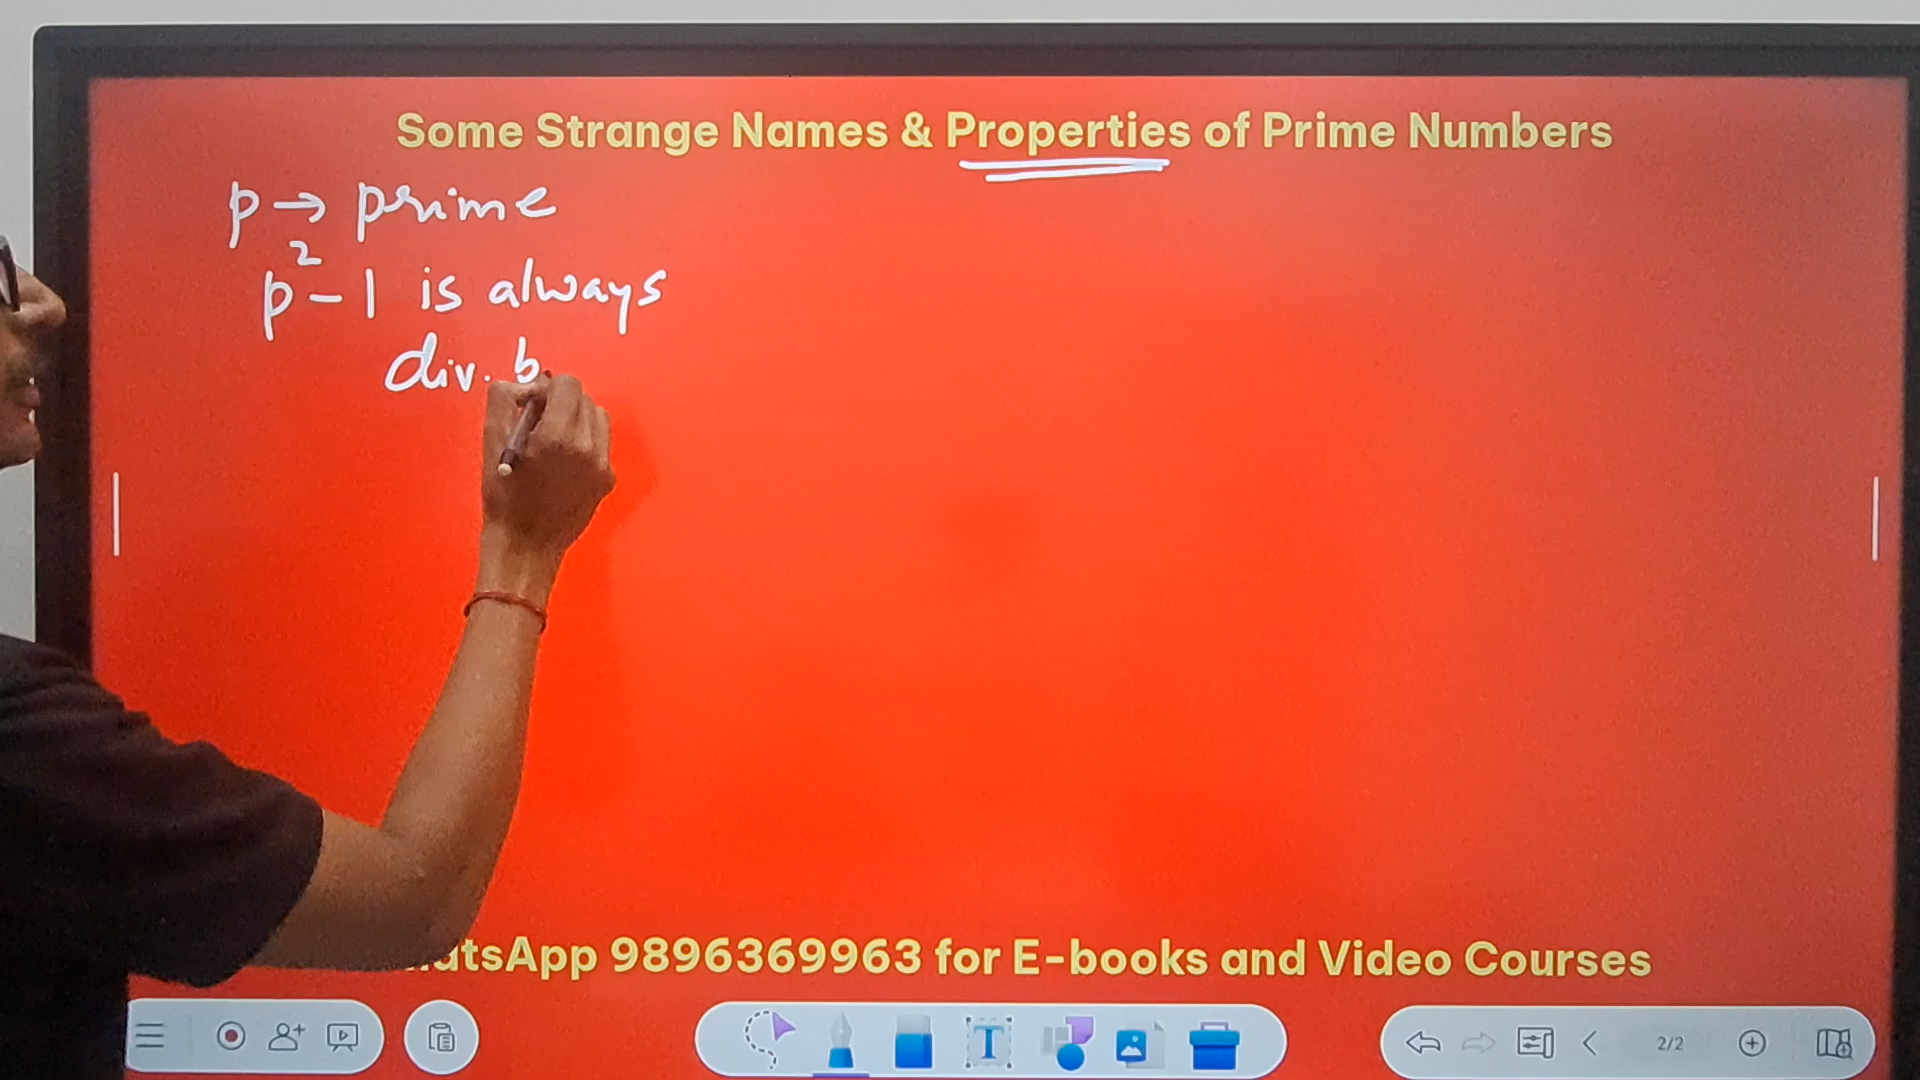 Some Strange Names & Properties of Prime Numbers
p → prime
p² - 1 is always
div. b
atsApp 9896369963 for E-books and Video Courses
T
2/2